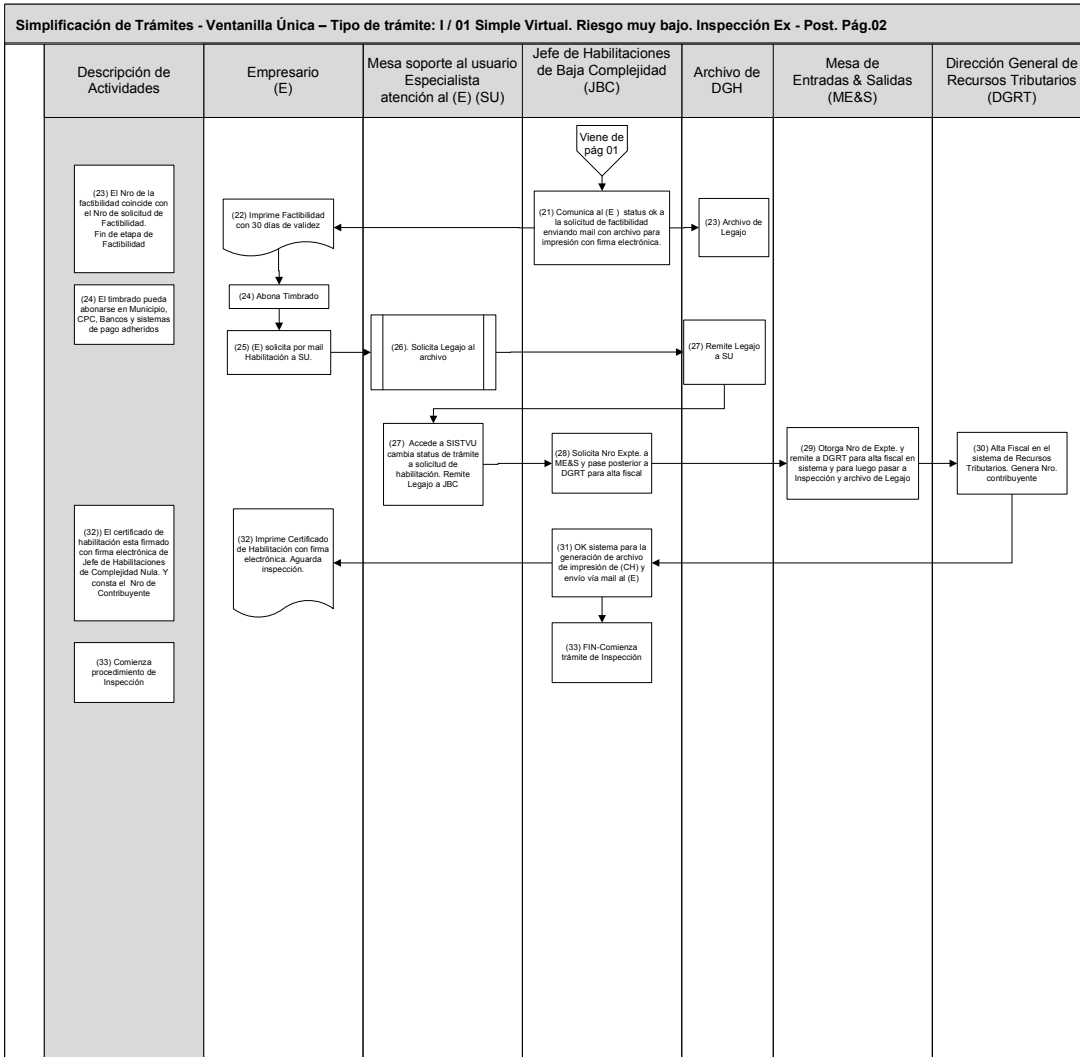 Simplificación de Trámites - Ventanilla Única – Tipo de trámite: I / 01 Simple Virtual. Riesgo muy bajo. Inspección Ex - Post. Pág.02
Descripción de
Actividades
Empresario
(E)
Mesa soporte al usuario
Especialista
atención al (E) (SU)
Jefe de Habilitaciones
de Baja Complejidad
(JBC)
Archivo de
DGH
Mesa de
Entradas & Salidas
(ME&S)
Dirección General de
Recursos Tributarios
(DGRT)
Viene de
pág 01
(23) El Nro de la
factibilidad coincide con
el Nro de solicitud de
Factibilidad.
Fin de etapa de
Factibilidad
(22) Imprime Factibilidad
con 30 días de validez
(21) Comunica al (E ) status ok a
la solicitud de factibilidad
enviando mail con archivo para
impresión con firma electrónica.
(23) Archivo de
Legajo
(24) El timbrado pueda
abonarse en Municipio,
CPC, Bancos y sistemas
de pago adheridos
(24) Abona Timbrado
(25) (E) solicita por mail
Habilitación a SU.
(26). Solicita Legajo al
archivo
(27) Remite Legajo
a SU
(27) Accede a SISTVU
cambia status de trámite
a solicitud de
habilitación. Remite
Legajo a JBC
(28) Solicita Nro Expte. a
ME&S y pase posterior a
DGRT para alta fiscal
(29) Otorga Nro de Expte. y
remite a DGRT para alta fiscal en
sistema y para luego pasar a
Inspección y archivo de Legajo
(30) Alta Fiscal en el
sistema de Recursos
Tributarios. Genera Nro.
contribuyente
(32)) El certificado de
habilitación esta firmado
con firma electrónica de
Jefe de Habilitaciones
de Complejidad Nula. Y
consta el Nro de
Contribuyente
(32) Imprime Certificado
de Habilitación con firma
electrónica. Aguarda
inspección.
(31) OK sistema para la
generación de archivo
de impresión de (CH) y
envío vía mail al (E)
(33) Comienza
procedimiento de
Inspección
(33) FIN-Comienza
trámite de Inspección